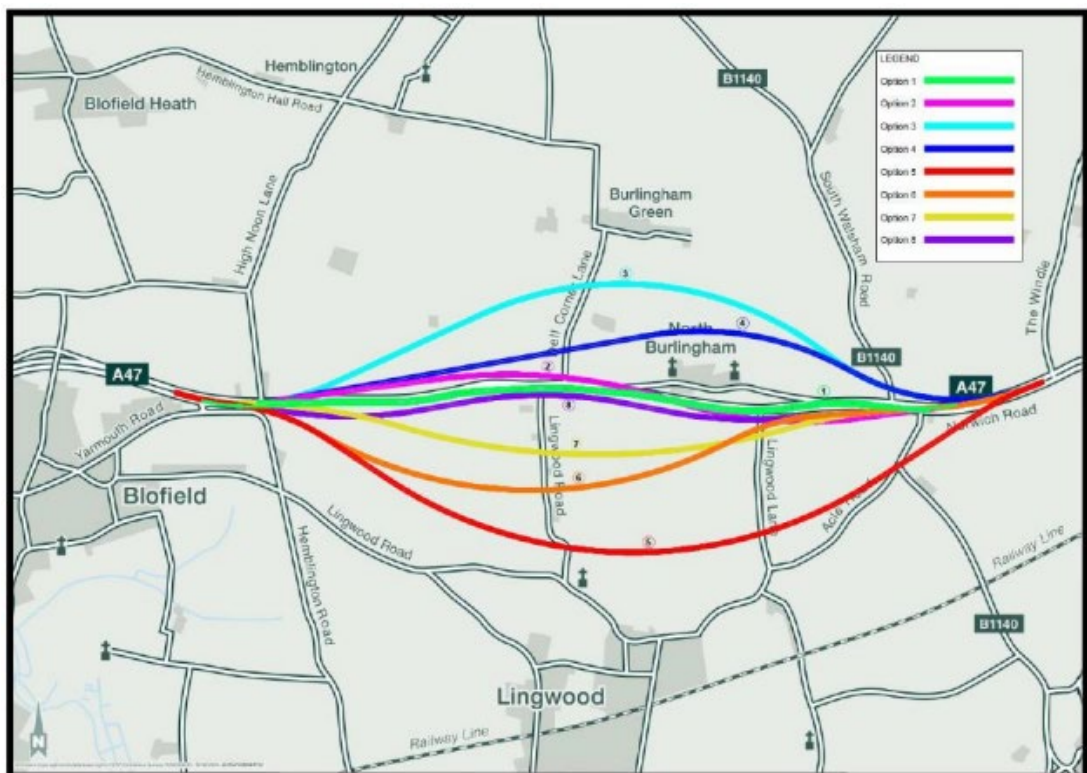 Hemblington
Hemblington Hall Road
Blofield Heath
B1140
LEGEND
Option 1
Option 2
Option 3
Option 4
Option 5
Option 6
Option 7
Option 8
High Noon Lane
Burlingham
Green
South Walsham Road
The Windle
3
Corner Lane
4
North
Burlingham
2
B1140
A47
1
A47
Yarmouth Road
8
Norwich Road
7
Lingwood Road
Lingwood Lane
6
Blofield
Acle Road
Lingwood Road
5
Hemblington Road
Railway Line
B1140
Lingwood
Railway Line
N